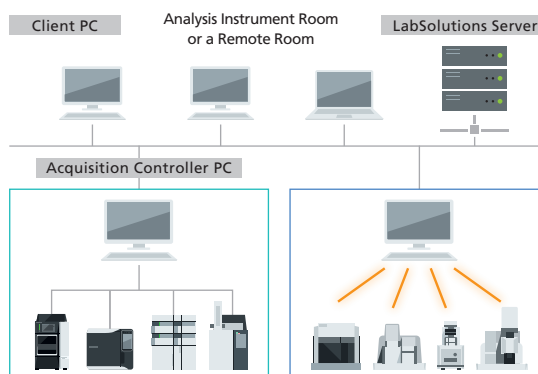 Client PC
Analysis Instrument Room
or a Remote Room
LabSolutions Server
Acquisition Controller PC